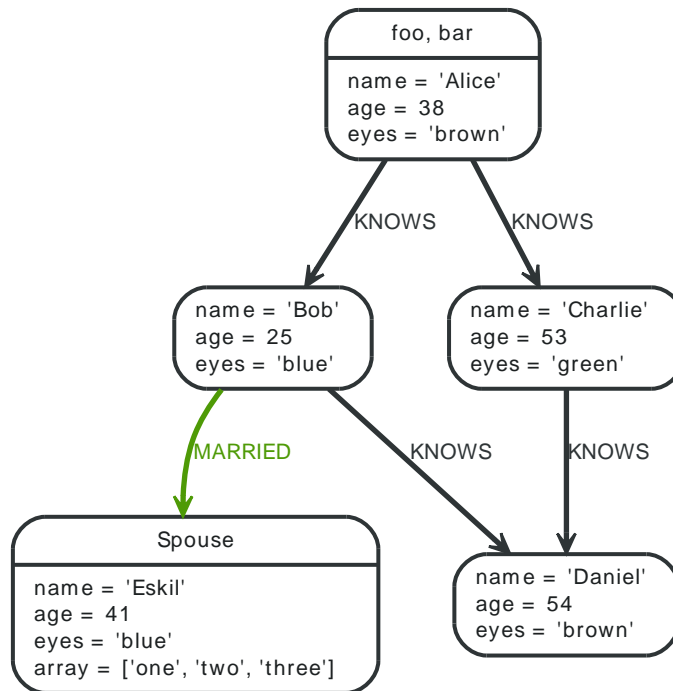 foo, bar
name = 'Alice'
age = 38
eyes = 'brown'
KNOWS
KNOWS
name = 'Bob'
age = 25
eyes = 'blue'
name = 'Charlie'
age = 53
eyes = 'green'
MARRIED
KNOWS
KNOWS
Spouse
name = 'Eskil'
age = 41
eyes = 'blue'
array = ['one', 'two', 'three']
name = 'Daniel'
age = 54
eyes = 'brown'